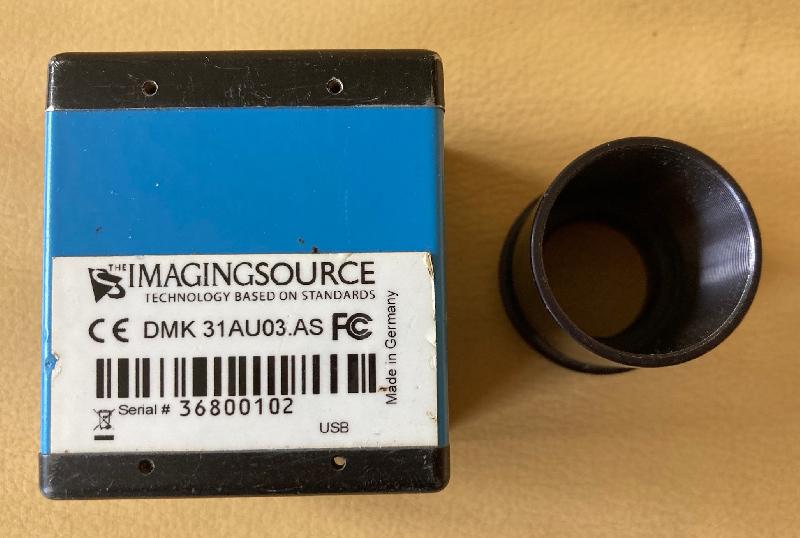 THE IMAGINGSOURCE
TECHNOLOGY BASED ON STANDARDS
CE DMK 31AU03.AS FC
Made in Germany
Serial # 36800102
USB